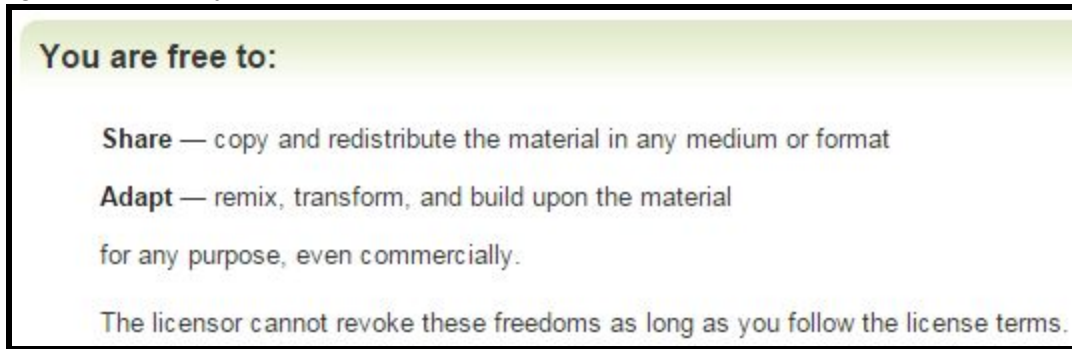 You are free to:
Share — copy and redistribute the material in any medium or format
Adapt — remix, transform, and build upon the material
for any purpose, even commercially.
The licensor cannot revoke these freedoms as long as you follow the license terms.